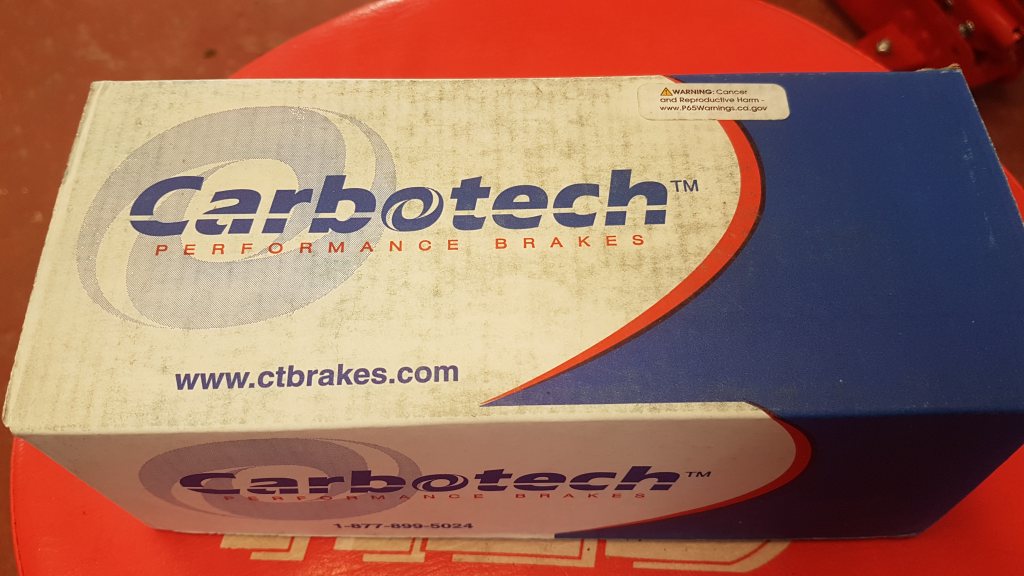 ⚠WARNING: Cancer
and Reproductive Harm -
www.P65Warnings.ca.gov
Carbotech™
PERFORMANCE BRAKES
www.ctbrakes.com
Carbotech™
PERFORMANCE BRAKES
1-877-899-5024